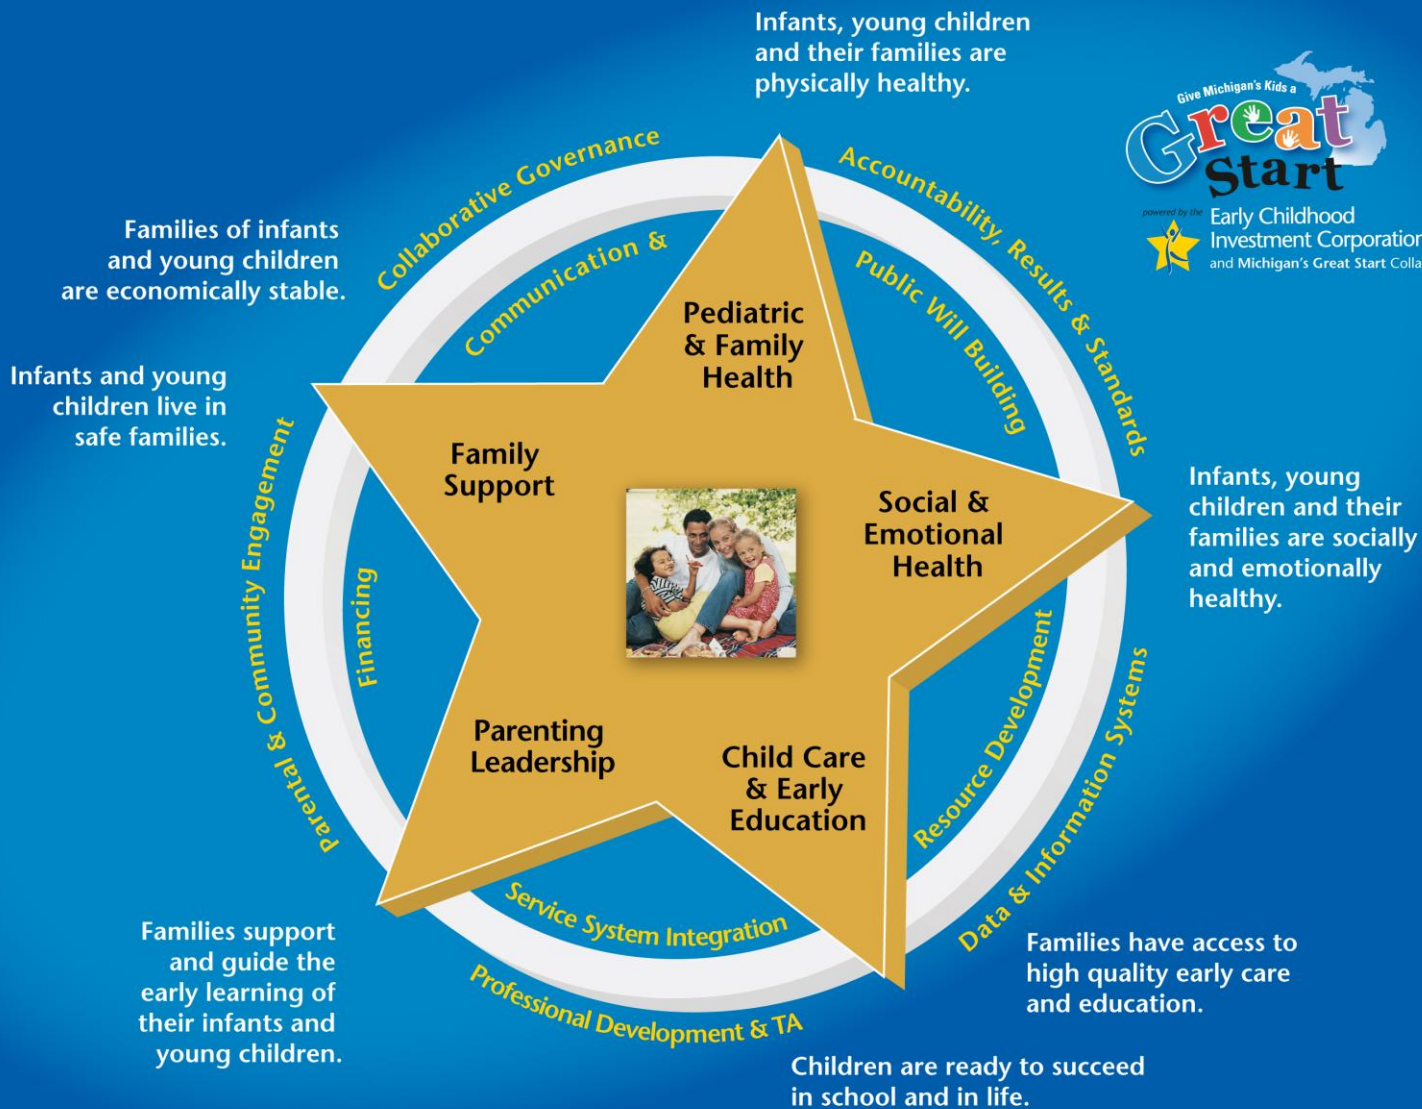 Infants, young children
and their families are
physically healthy.
Give Michigan's Kids a
Great
Start
powered by the
Early Childhood
Investment Corporation
and Michigan's Great Start Colla
Collaborative Governance
Accountability, Results & Standards
Families of infants
and young children
are economically stable.
Communication &
Public Will Building
Pediatric
& Family
Health
Infants and young
children live in
safe families.
Family
Support
Social &
Emotional
Health
Infants, young
children and their
families are socially
and emotionally
healthy.
Parental & Community Engagement
Financing
Resource Development
Data & Information Systems
Parenting
Leadership
Child Care
& Early
Education
Service System Integration
Professional Development & TA
Families support
and guide the
early learning of
their infants and
young children.
Families have access to
high quality early care
and education.
Children are ready to succeed
in school and in life.